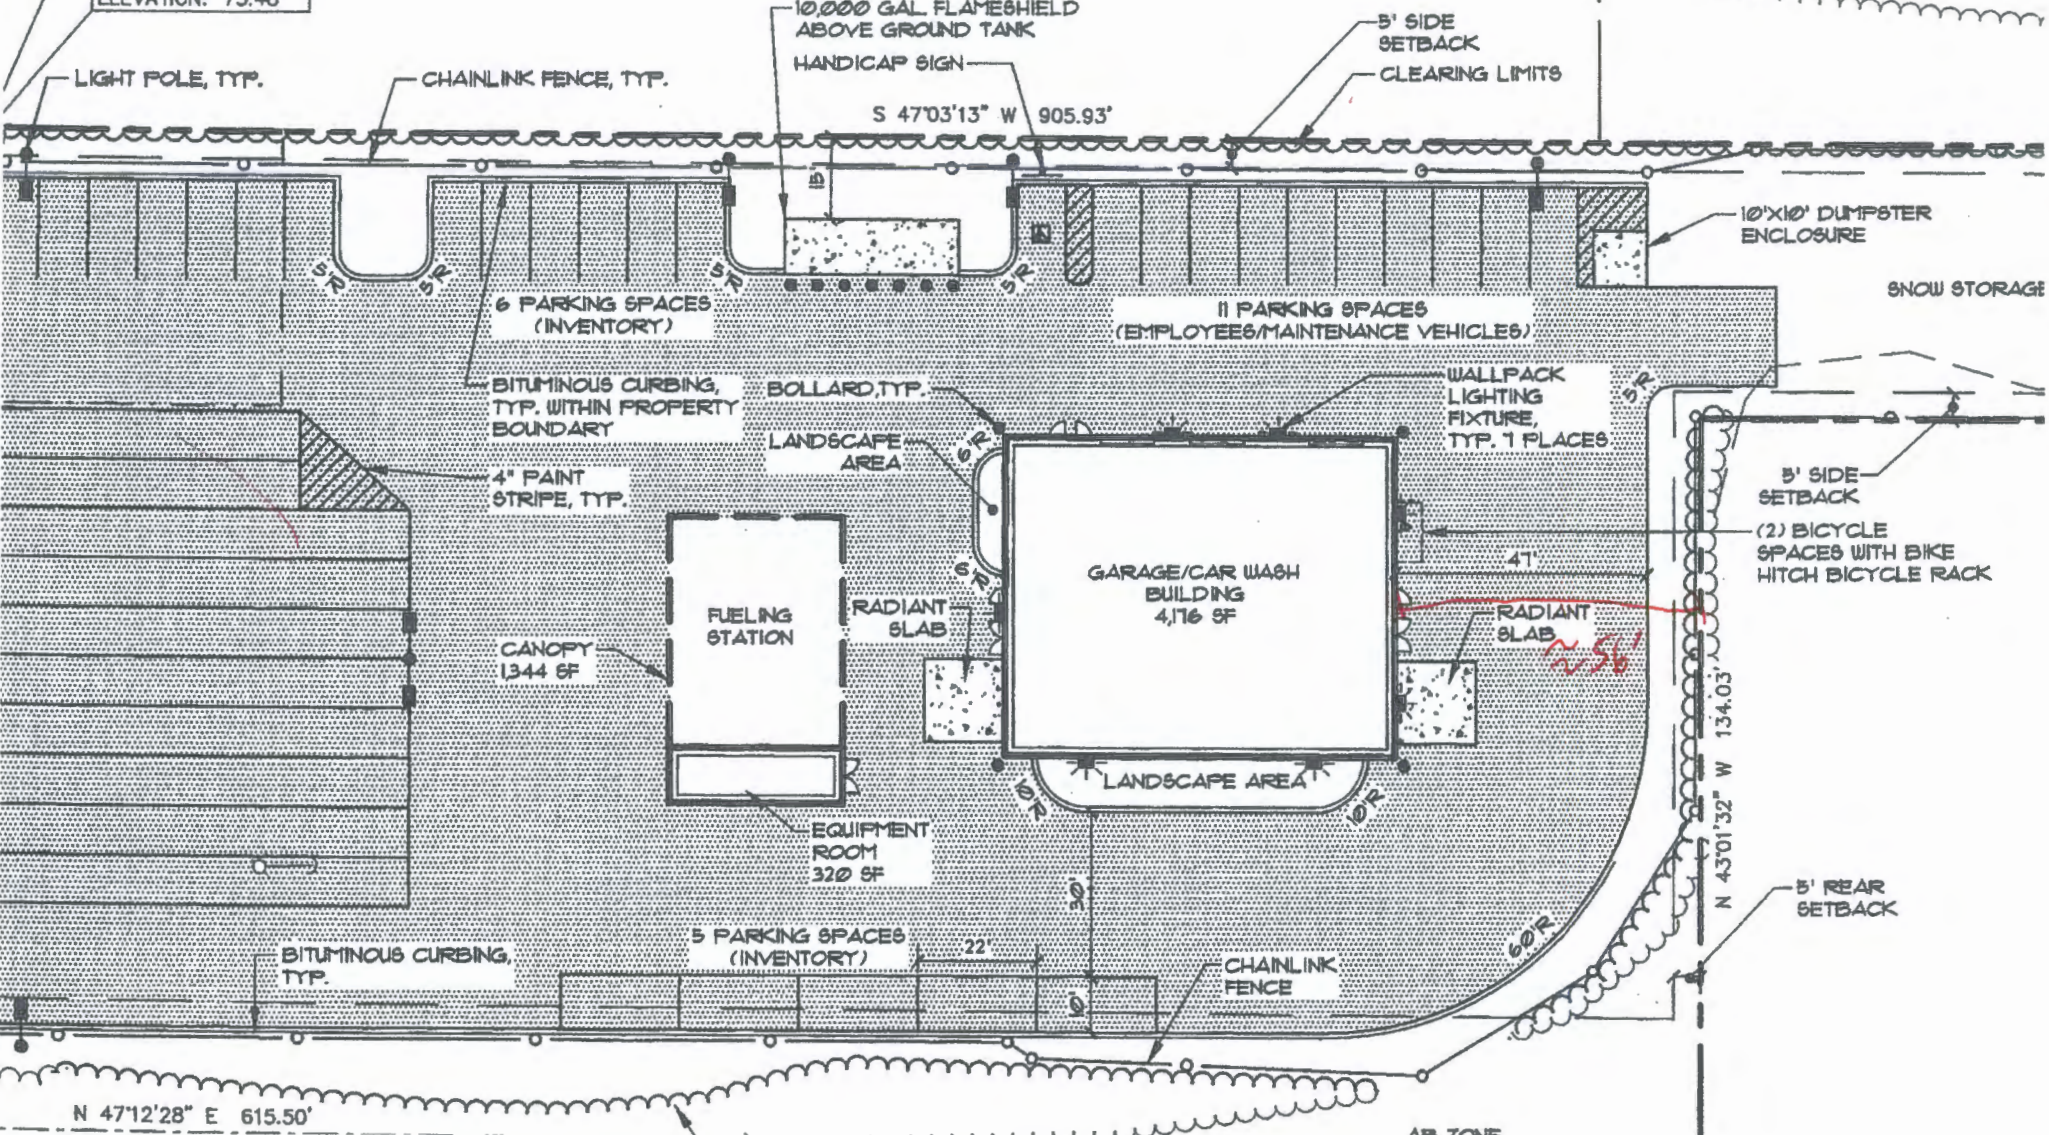 ELEVATION: 75.46
10,000 GAL FLAMESHIELD
ABOVE GROUND TANK
HANDICAP SIGN
5' SIDE
SETBACK
CLEARING LIMITS
LIGHT POLE, TYP.
CHAINLINK FENCE, TYP.
S 47°03'13" W 905.93'
15'
10'X10' DUMPSTER
ENCLOSURE
SNOW STORAGE
5'R
5'R
5'R
5'R
6 PARKING SPACES
(INVENTORY)
11 PARKING SPACES
(EMPLOYEES/MAINTENANCE VEHICLES)
BITUMINOUS CURBING,
TYP. WITHIN PROPERTY
BOUNDARY
BOLLARD, TYP.
WALLPACK
LIGHTING
FIXTURE,
TYP. 7 PLACES
5'R
LANDSCAPE
AREA
6'R
4" PAINT
STRIPE, TYP.
5' SIDE
SETBACK
(2) BICYCLE
SPACES WITH BIKE
HITCH BICYCLE RACK
47'
6'R
GARAGE/CAR WASH
BUILDING
4,176 SF
FUELING
STATION
RADIANT
SLAB
RADIANT
SLAB
≈ 56'
CANOPY
1,344 SF
N 43°01'32" W 134.03'
LANDSCAPE AREA
10'R
10'R
EQUIPMENT
ROOM
320 SF
30'
5' REAR
SETBACK
5 PARKING SPACES
(INVENTORY)
22'
60'R
BITUMINOUS CURBING,
TYP.
CHAINLINK
FENCE
10'
N 47°12'28" E 615.50'